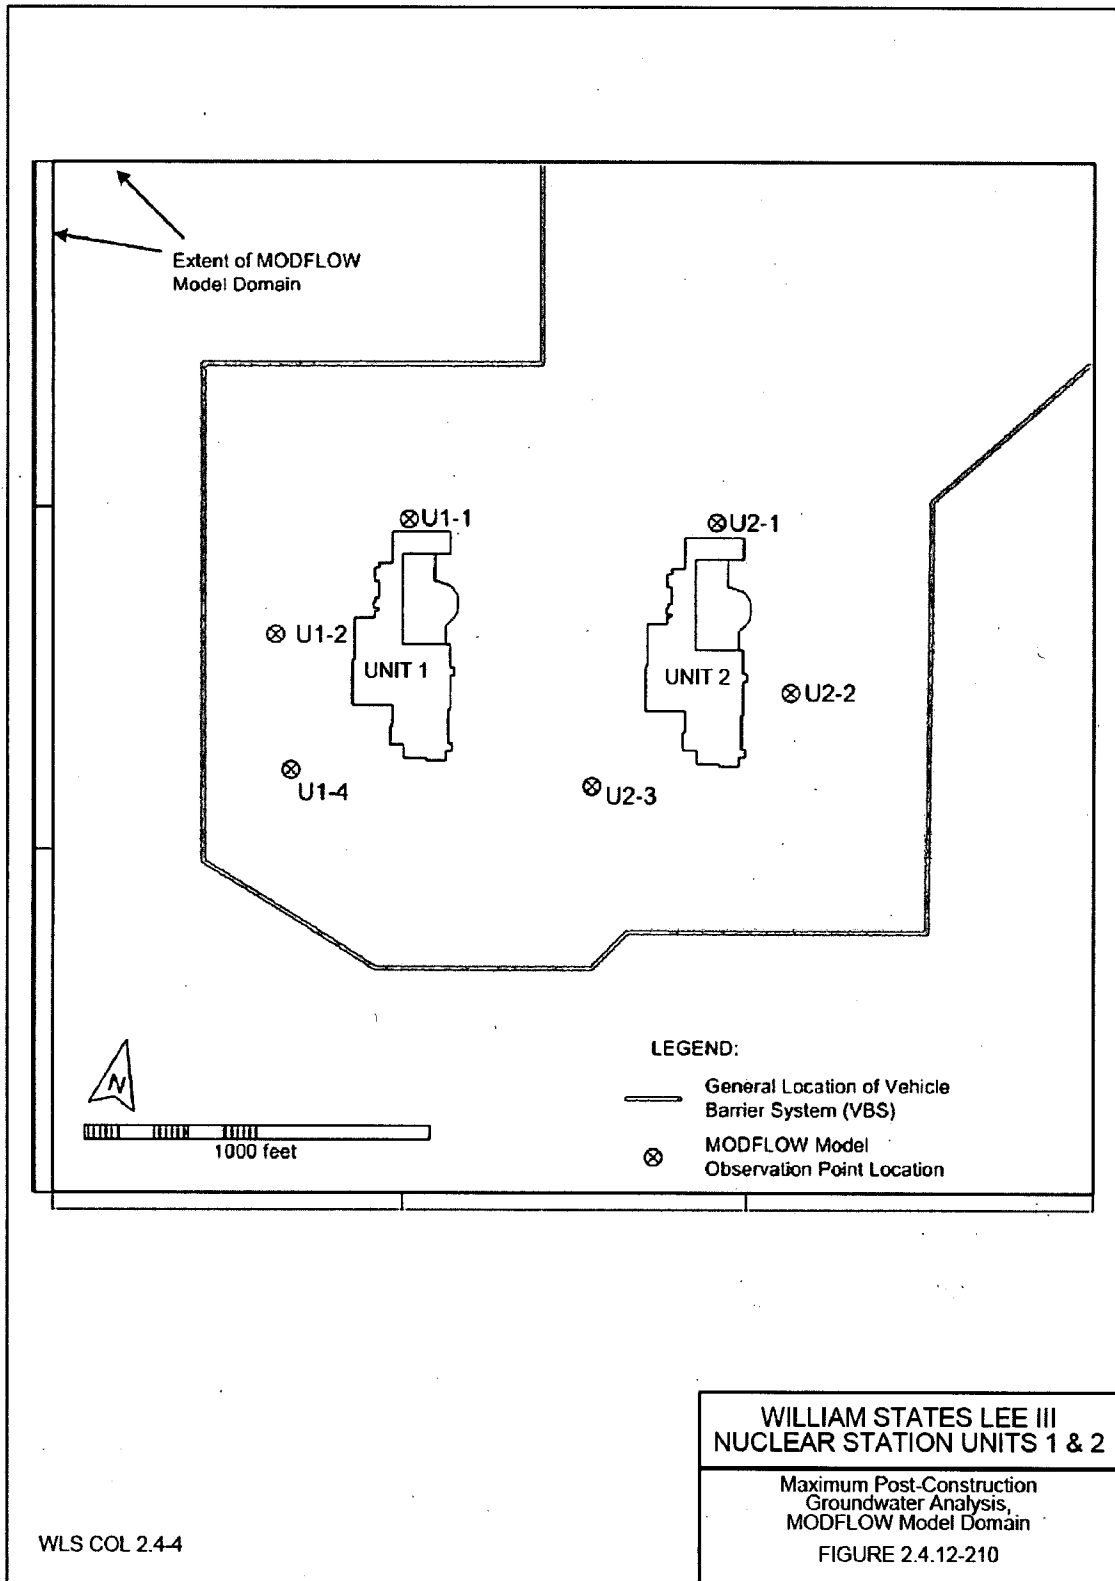 Extent of MODFLOW
Model Domain
U1-1
U2-1
U1-2
UNIT 1
UNIT 2
U2-2
U1-4
U2-3
LEGEND:
General Location of Vehicle
Barrier System (VBS)
N
1000 feet
MODFLOW Model
Observation Point Location
WILLIAM STATES LEE III
NUCLEAR STATION UNITS 1 & 2
Maximum Post-Construction
Groundwater Analysis,
MODFLOW Model Domain
FIGURE 2.4.12-210
WLS COL 2.4-4